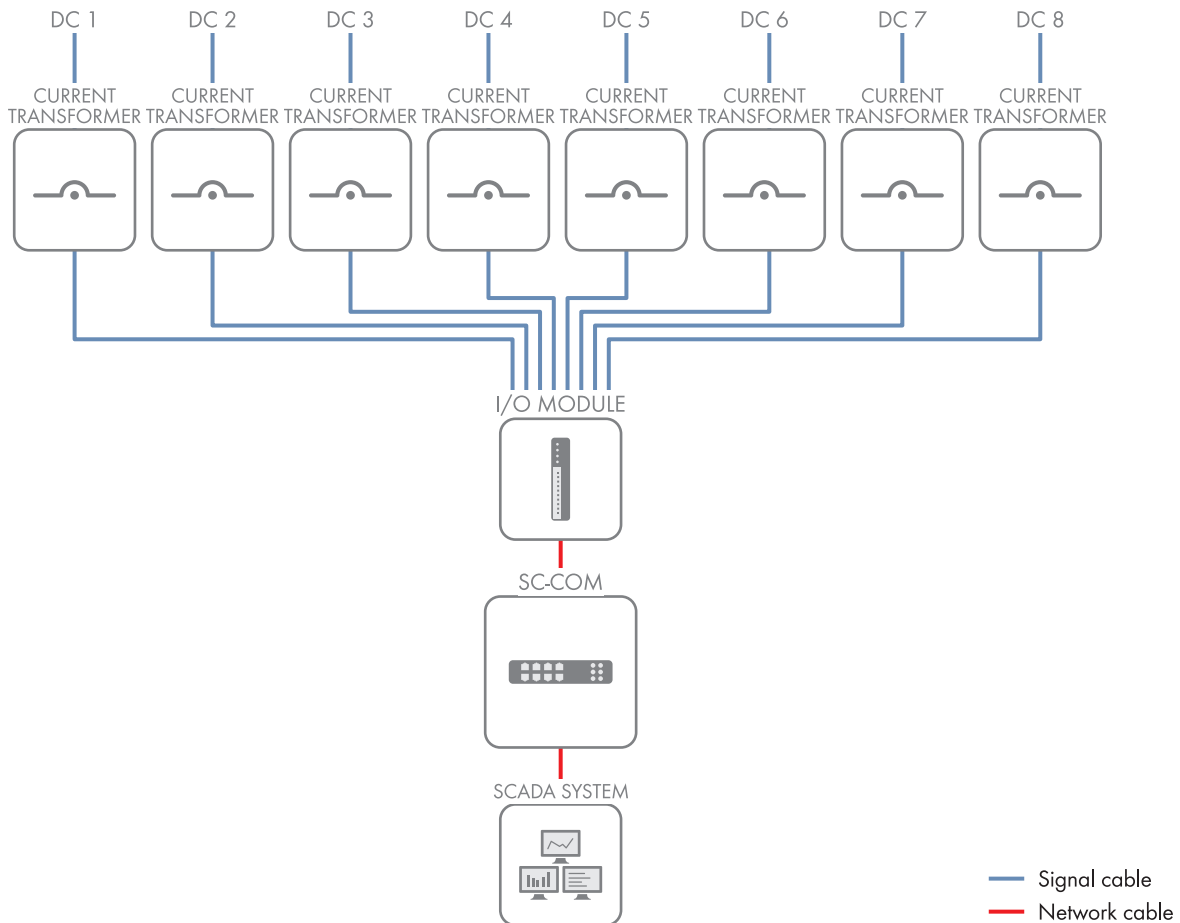 DC 1 DC 2 DC 3 DC 4 DC 5 DC 6 DC 7 DC 8
CURRENT CURRENT CURRENT CURRENT CURRENT CURRENT CURRENT CURRENT
TRANSFORMER TRANSFORMER TRANSFORMER TRANSFORMER TRANSFORMER TRANSFORMER TRANSFORMER TRANSFORMER
I/O MODULE
SC-COM
SCADA SYSTEM
Signal cable
Network cable